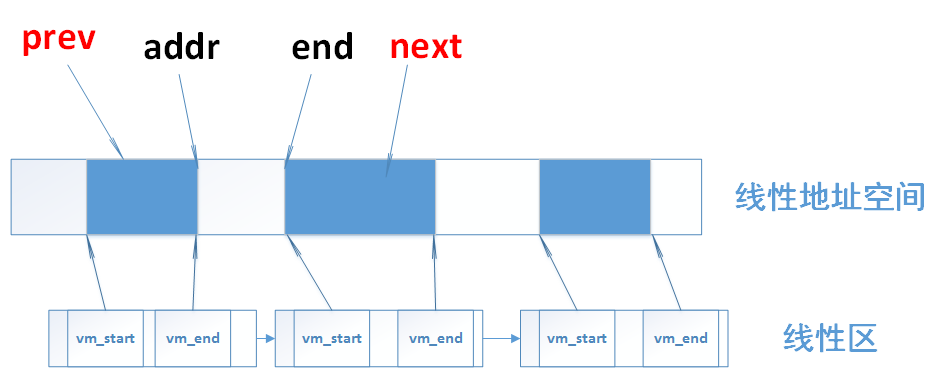 prev addr end next
线性地址空间
vm_start vm_end vm_start vm_end vm_start vm_end
线性区